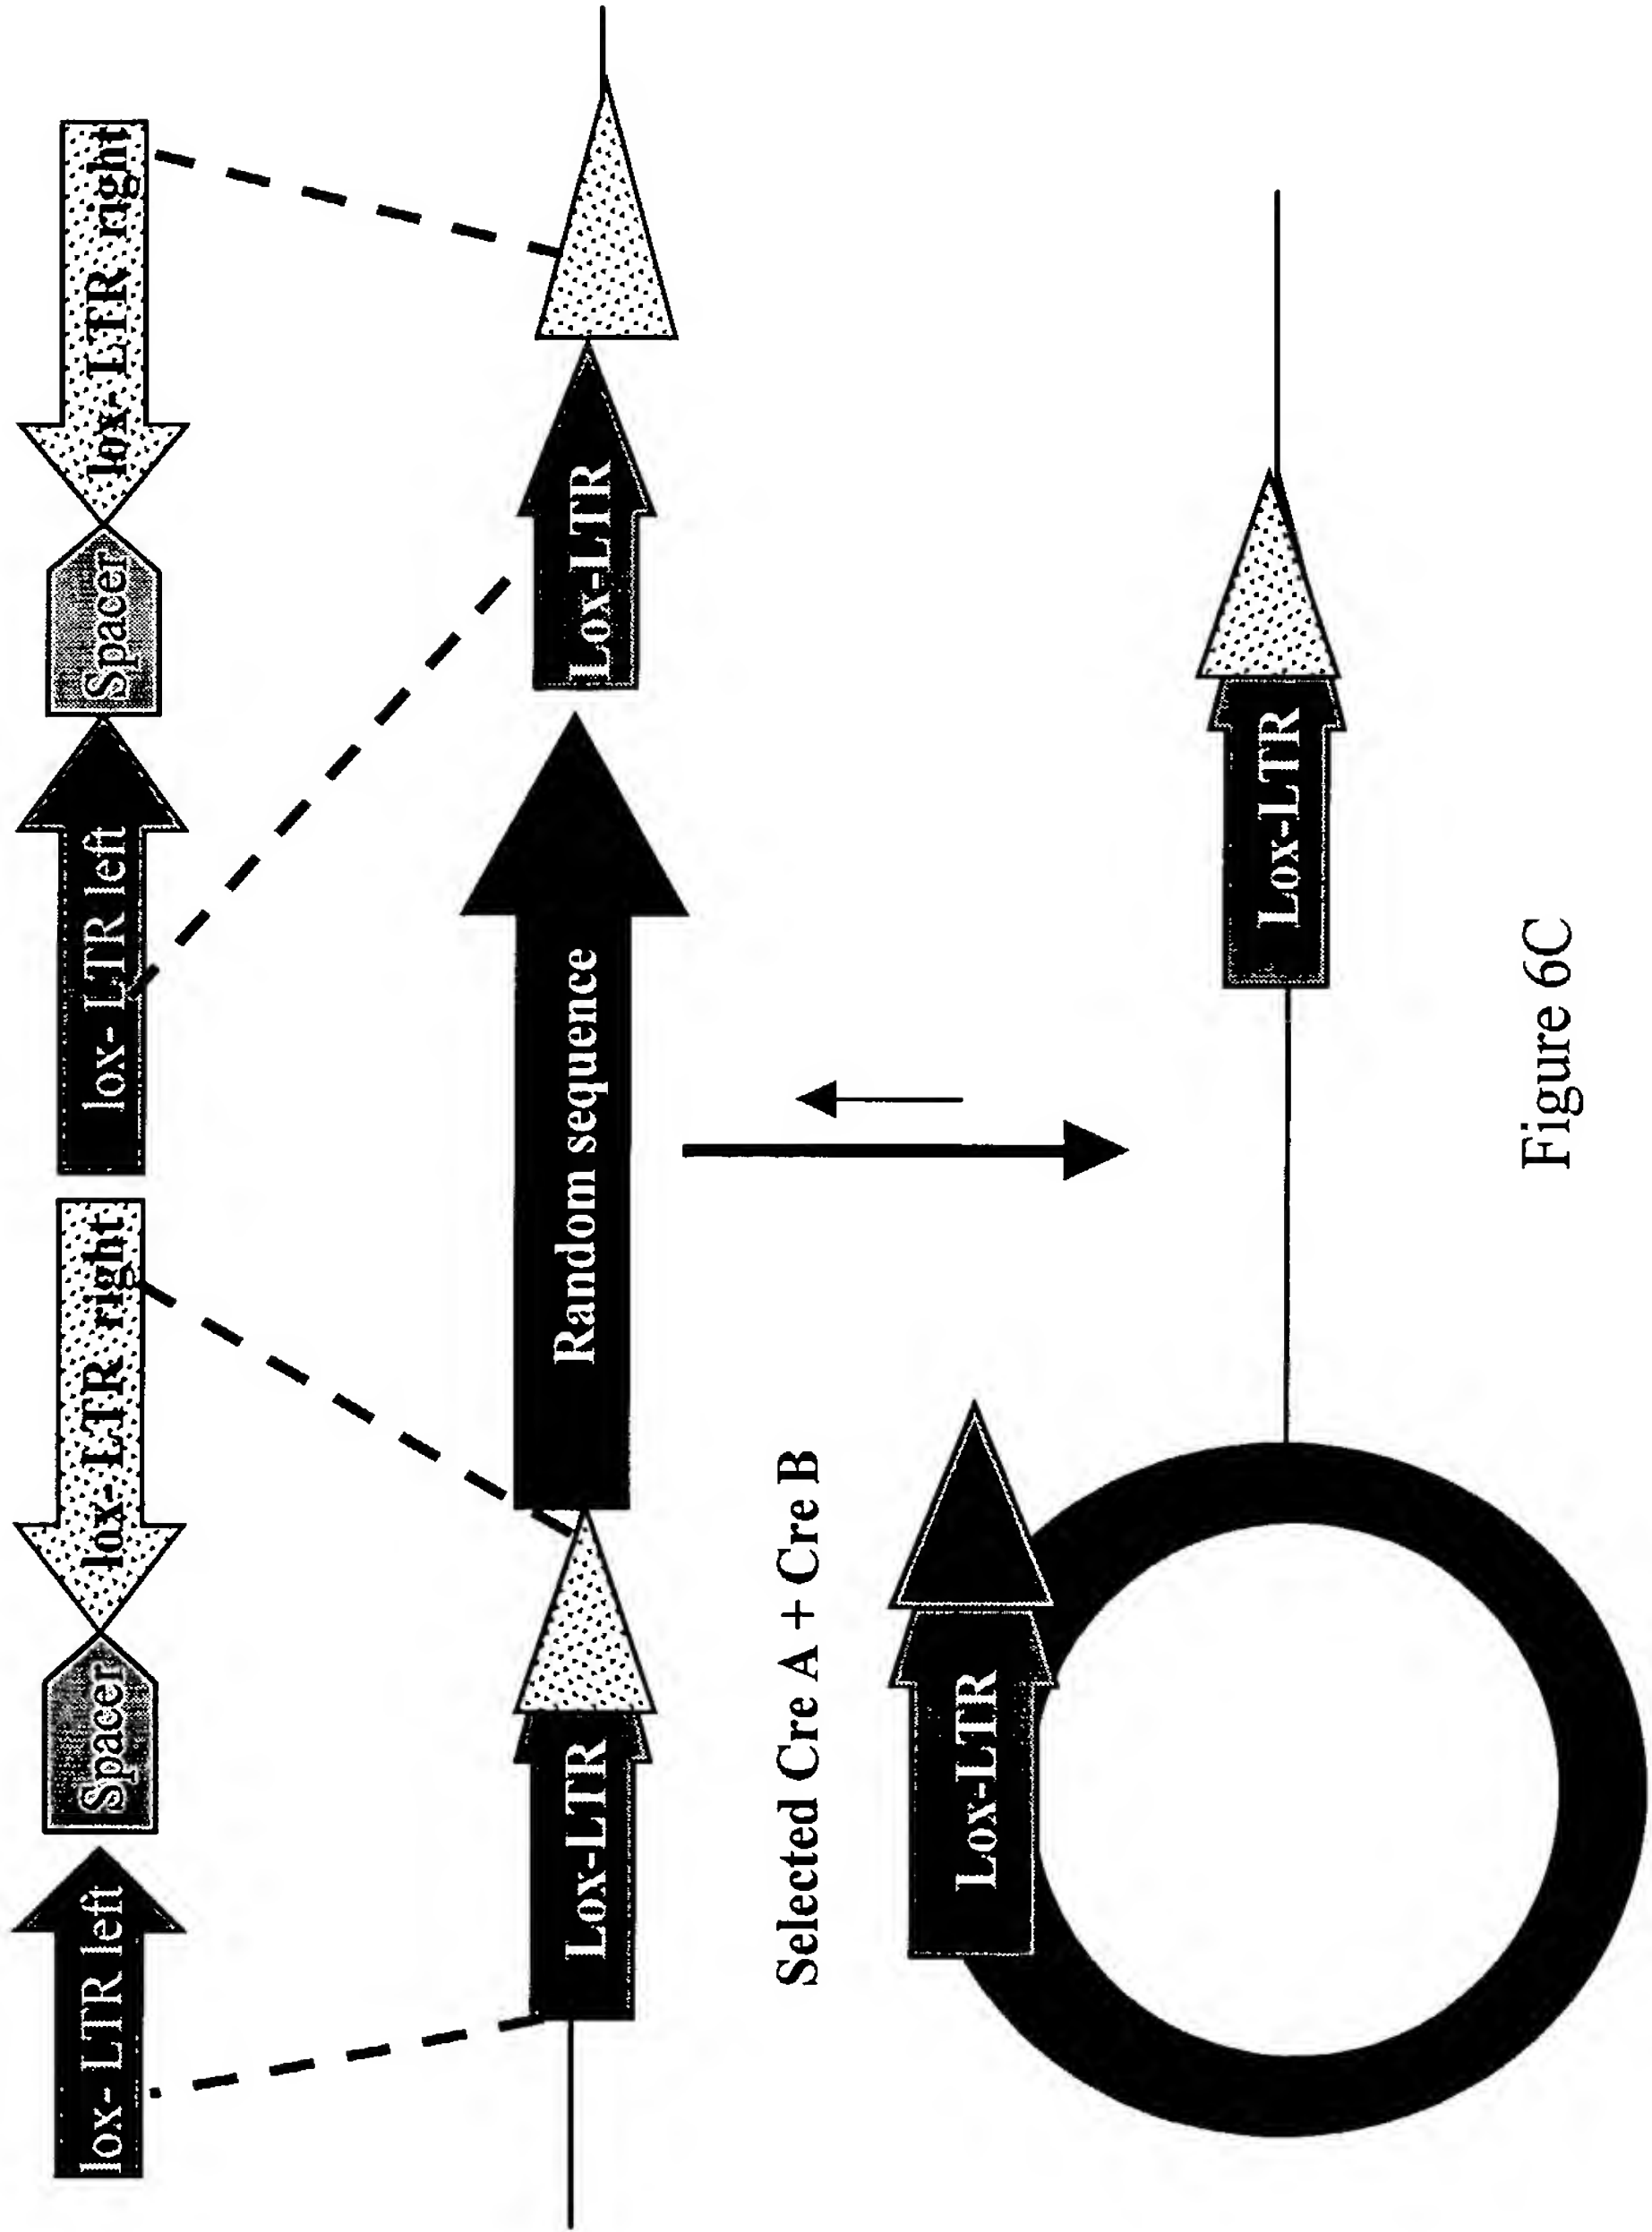 lox-LTR left
Spacer
lox-LTR right
lox-LTR left
Spacer
lox-LTR right
Lox-LTR
Random sequence
Lox-LTR
Selected Cre A + Cre B
Lox-LTR
Lox-LTR
Figure 6C